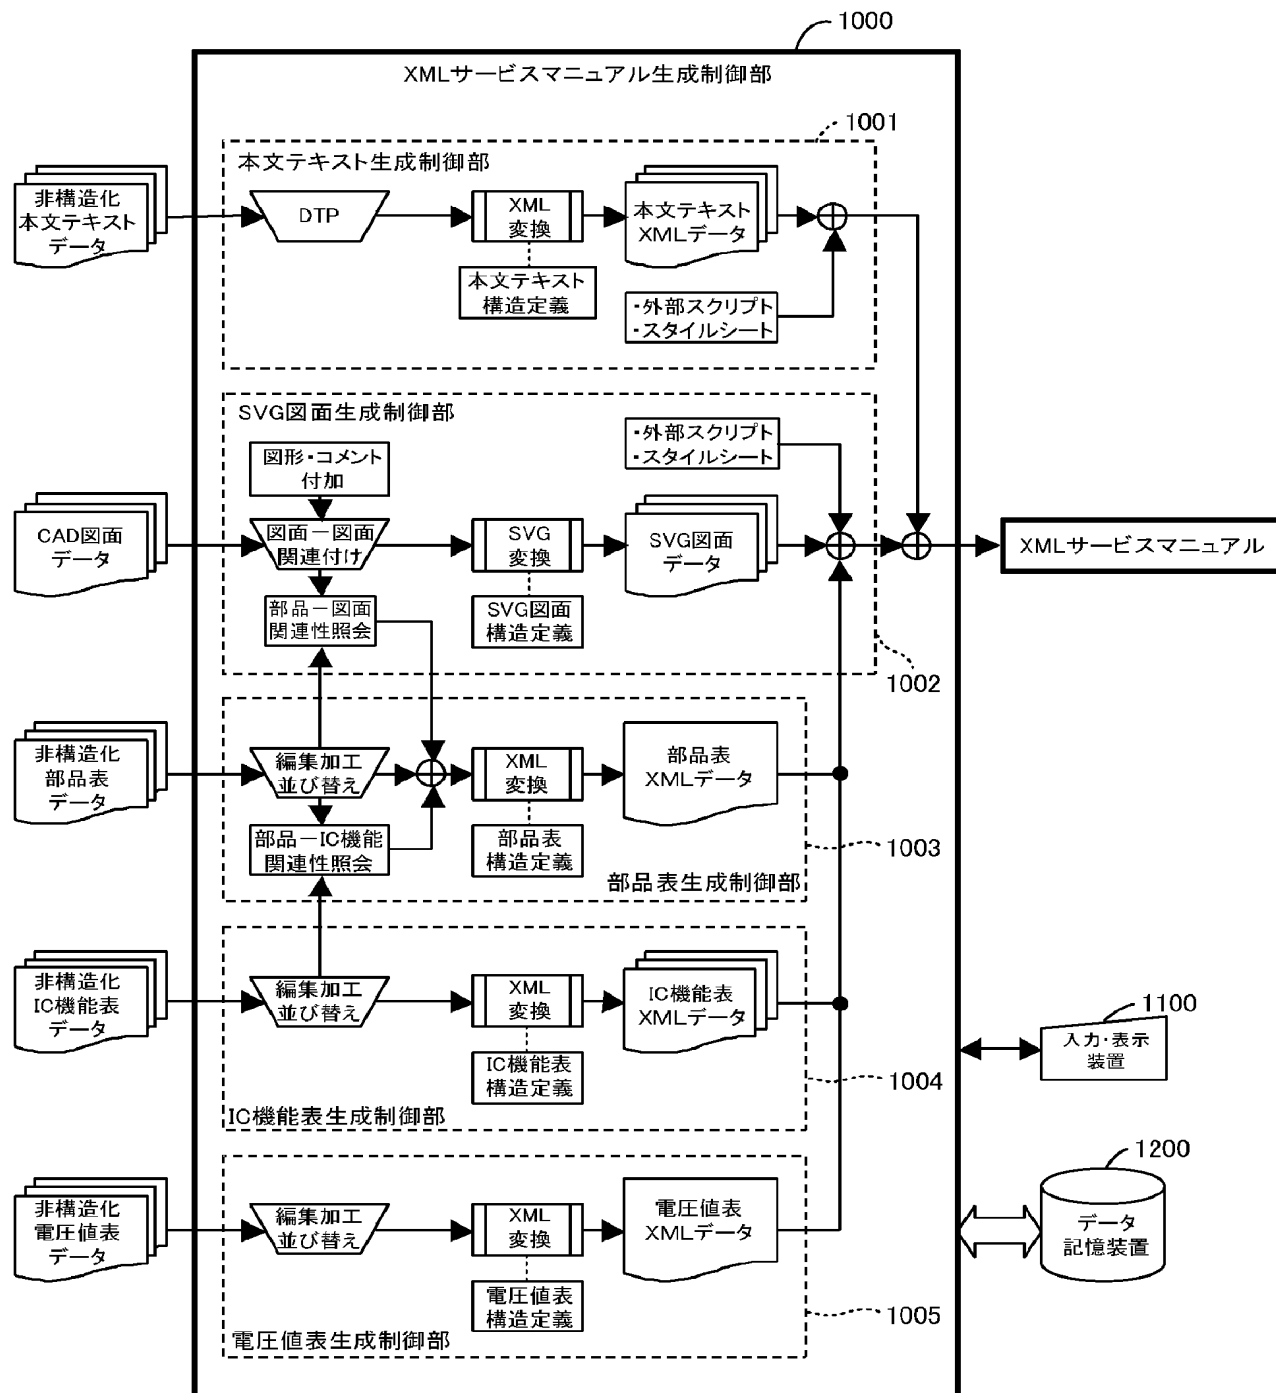 1000
XMLサービスマニュアル生成制御部
1001
本文テキスト生成制御部
非構造化
本文テキスト
データ
DTP
XML
変換
本文テキスト
XMLデータ
本文テキスト
構造定義
・外部スクリプト
・スタイルシート
SVG図面生成制御部
図形・コメント
付加
・外部スクリプト
・スタイルシート
CAD図面
データ
図面－図面
関連付け
SVG
変換
SVG図面
データ
XMLサービスマニュアル
部品－図面
関連性照会
SVG図面
構造定義
1002
非構造化
部品表
データ
編集加工
並び替え
XML
変換
部品表
XMLデータ
部品－IC機能
関連性照会
部品表
構造定義
1003
部品表生成制御部
非構造化
IC機能表
データ
編集加工
並び替え
XML
変換
IC機能表
XMLデータ
1100
入力・表示
装置
IC機能表
構造定義
1004
IC機能表生成制御部
1200
データ
記憶装置
非構造化
電圧値表
データ
編集加工
並び替え
XML
変換
電圧値表
XMLデータ
電圧値表
構造定義
1005
電圧値表生成制御部